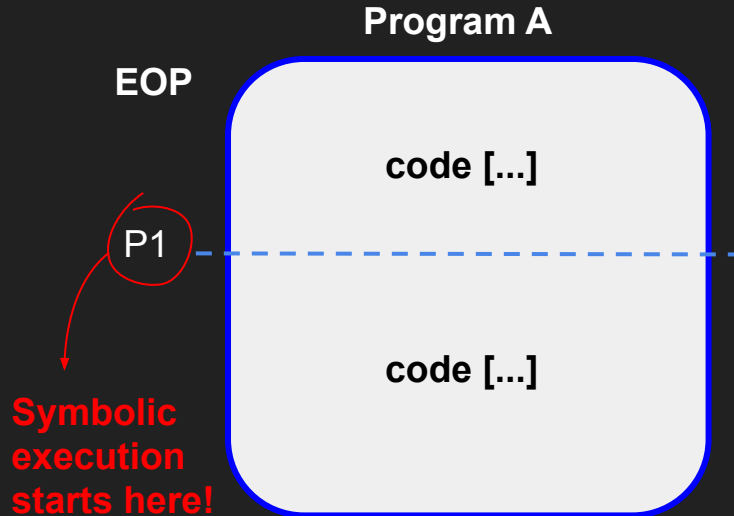 Program A
EOP
code [...]
P1
code [...]
Symbolic
execution
starts here!